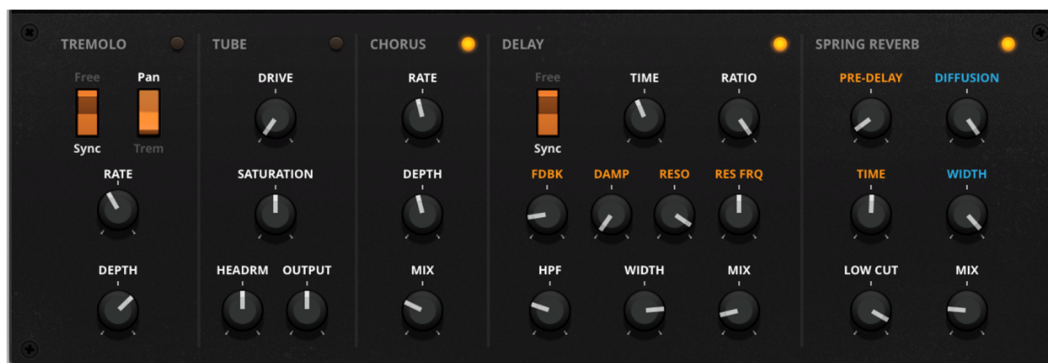 TREMOLO
TUBE
CHORUS
DELAY
SPRING REVERB
Free
Pan
Sync
Trem
RATE
DEPTH
DRIVE
SATURATION
HEADRM OUTPUT
RATE
DEPTH
MIX
Free
TIME
RATIO
Sync
FDBK DAMP RESO RES FRQ
HPF WIDTH MIX
PRE-DELAY DIFFUSION
TIME WIDTH
LOW CUT MIX